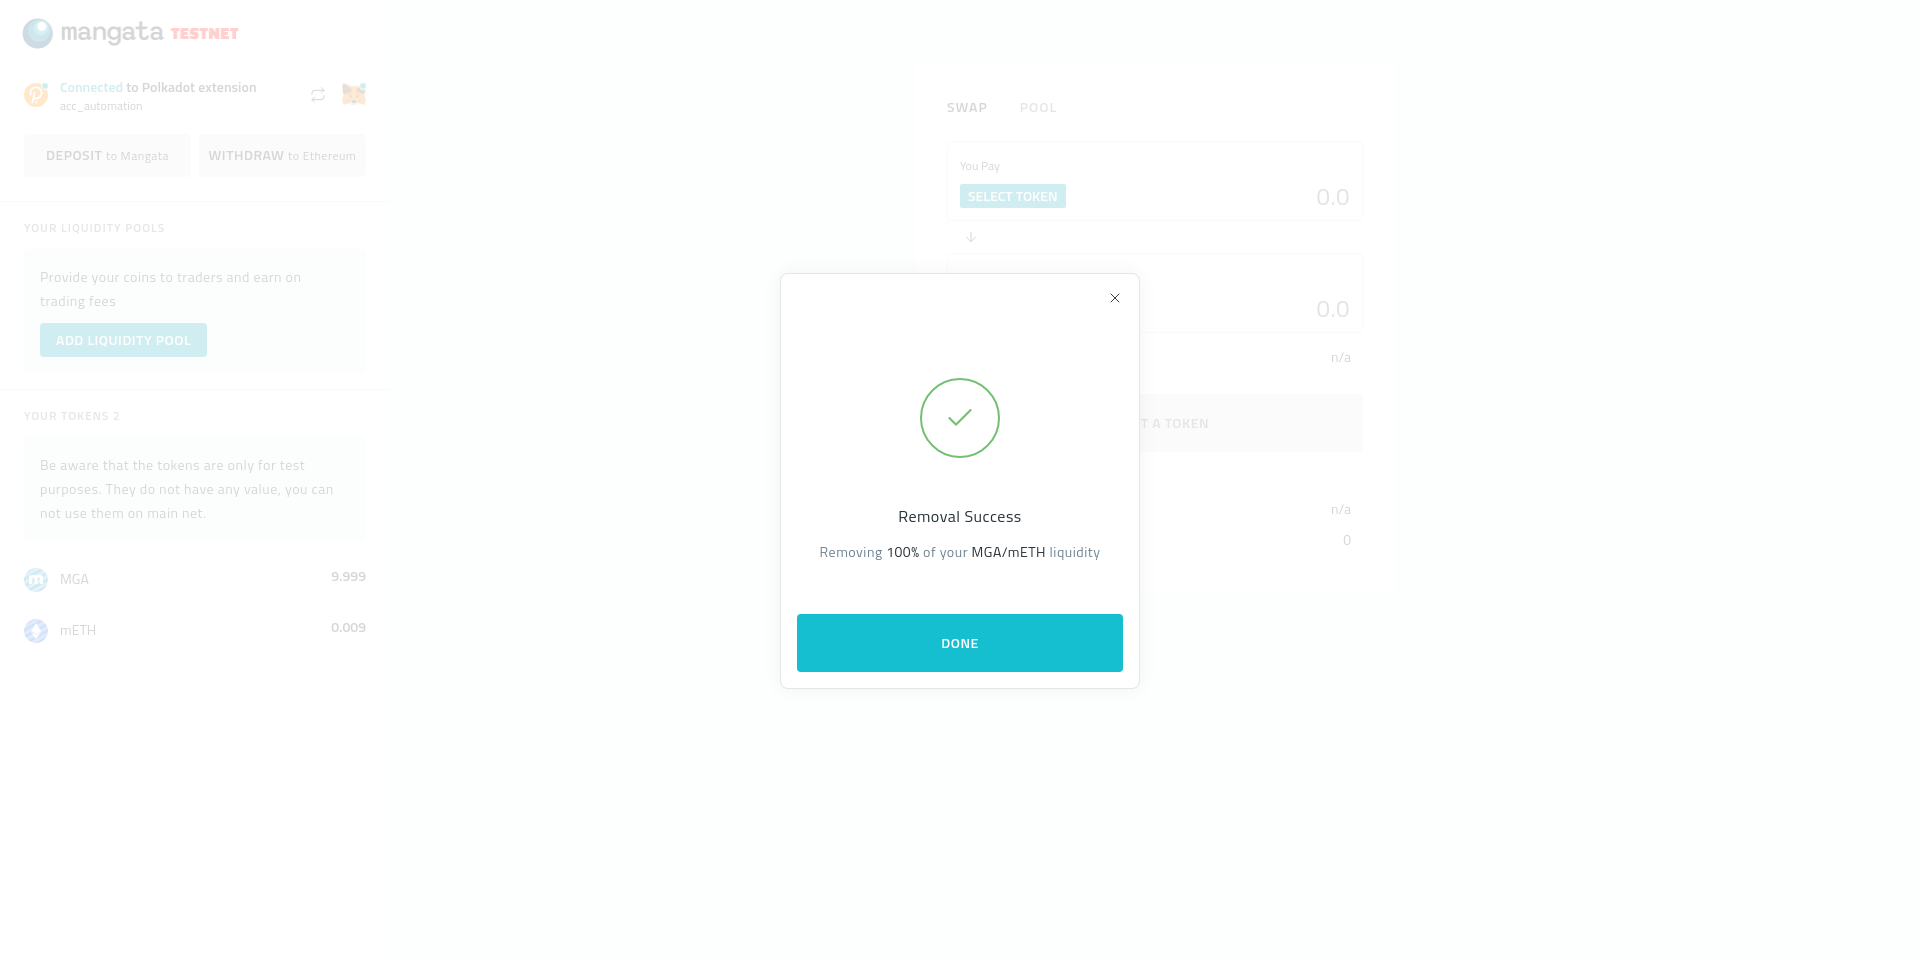 mangata TESTNET
Connected to Polkadot extension
acc_automation
DEPOSIT to Mangata
WITHDRAW to Ethereum
YOUR LIQUIDITY POOLS
Provide your coins to traders and earn on
trading fees
ADD LIQUIDITY POOL
YOUR TOKENS 2
Be aware that the tokens are only for test
purposes. They do not have any value, you can
not use them on main net.
MGA 9.999
mETH 0.009
SWAP POOL
You Pay
SELECT TOKEN 0.0
0.0
n/a
T A TOKEN
n/a
0
Removal Success
Removing 100% of your MGA/mETH liquidity
DONE